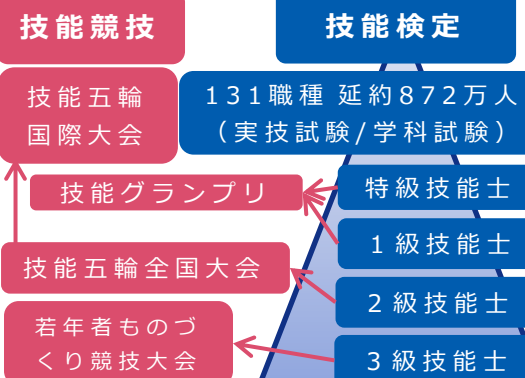 技能競技
技能検定
技能五輪
国際大会
131職種 延約872万人
(実技試験/学科試験)
技能グランプリ
特級技能士
1級技能士
技能五輪全国大会
2級技能士
若年者ものづ
くり競技大会
3級技能士